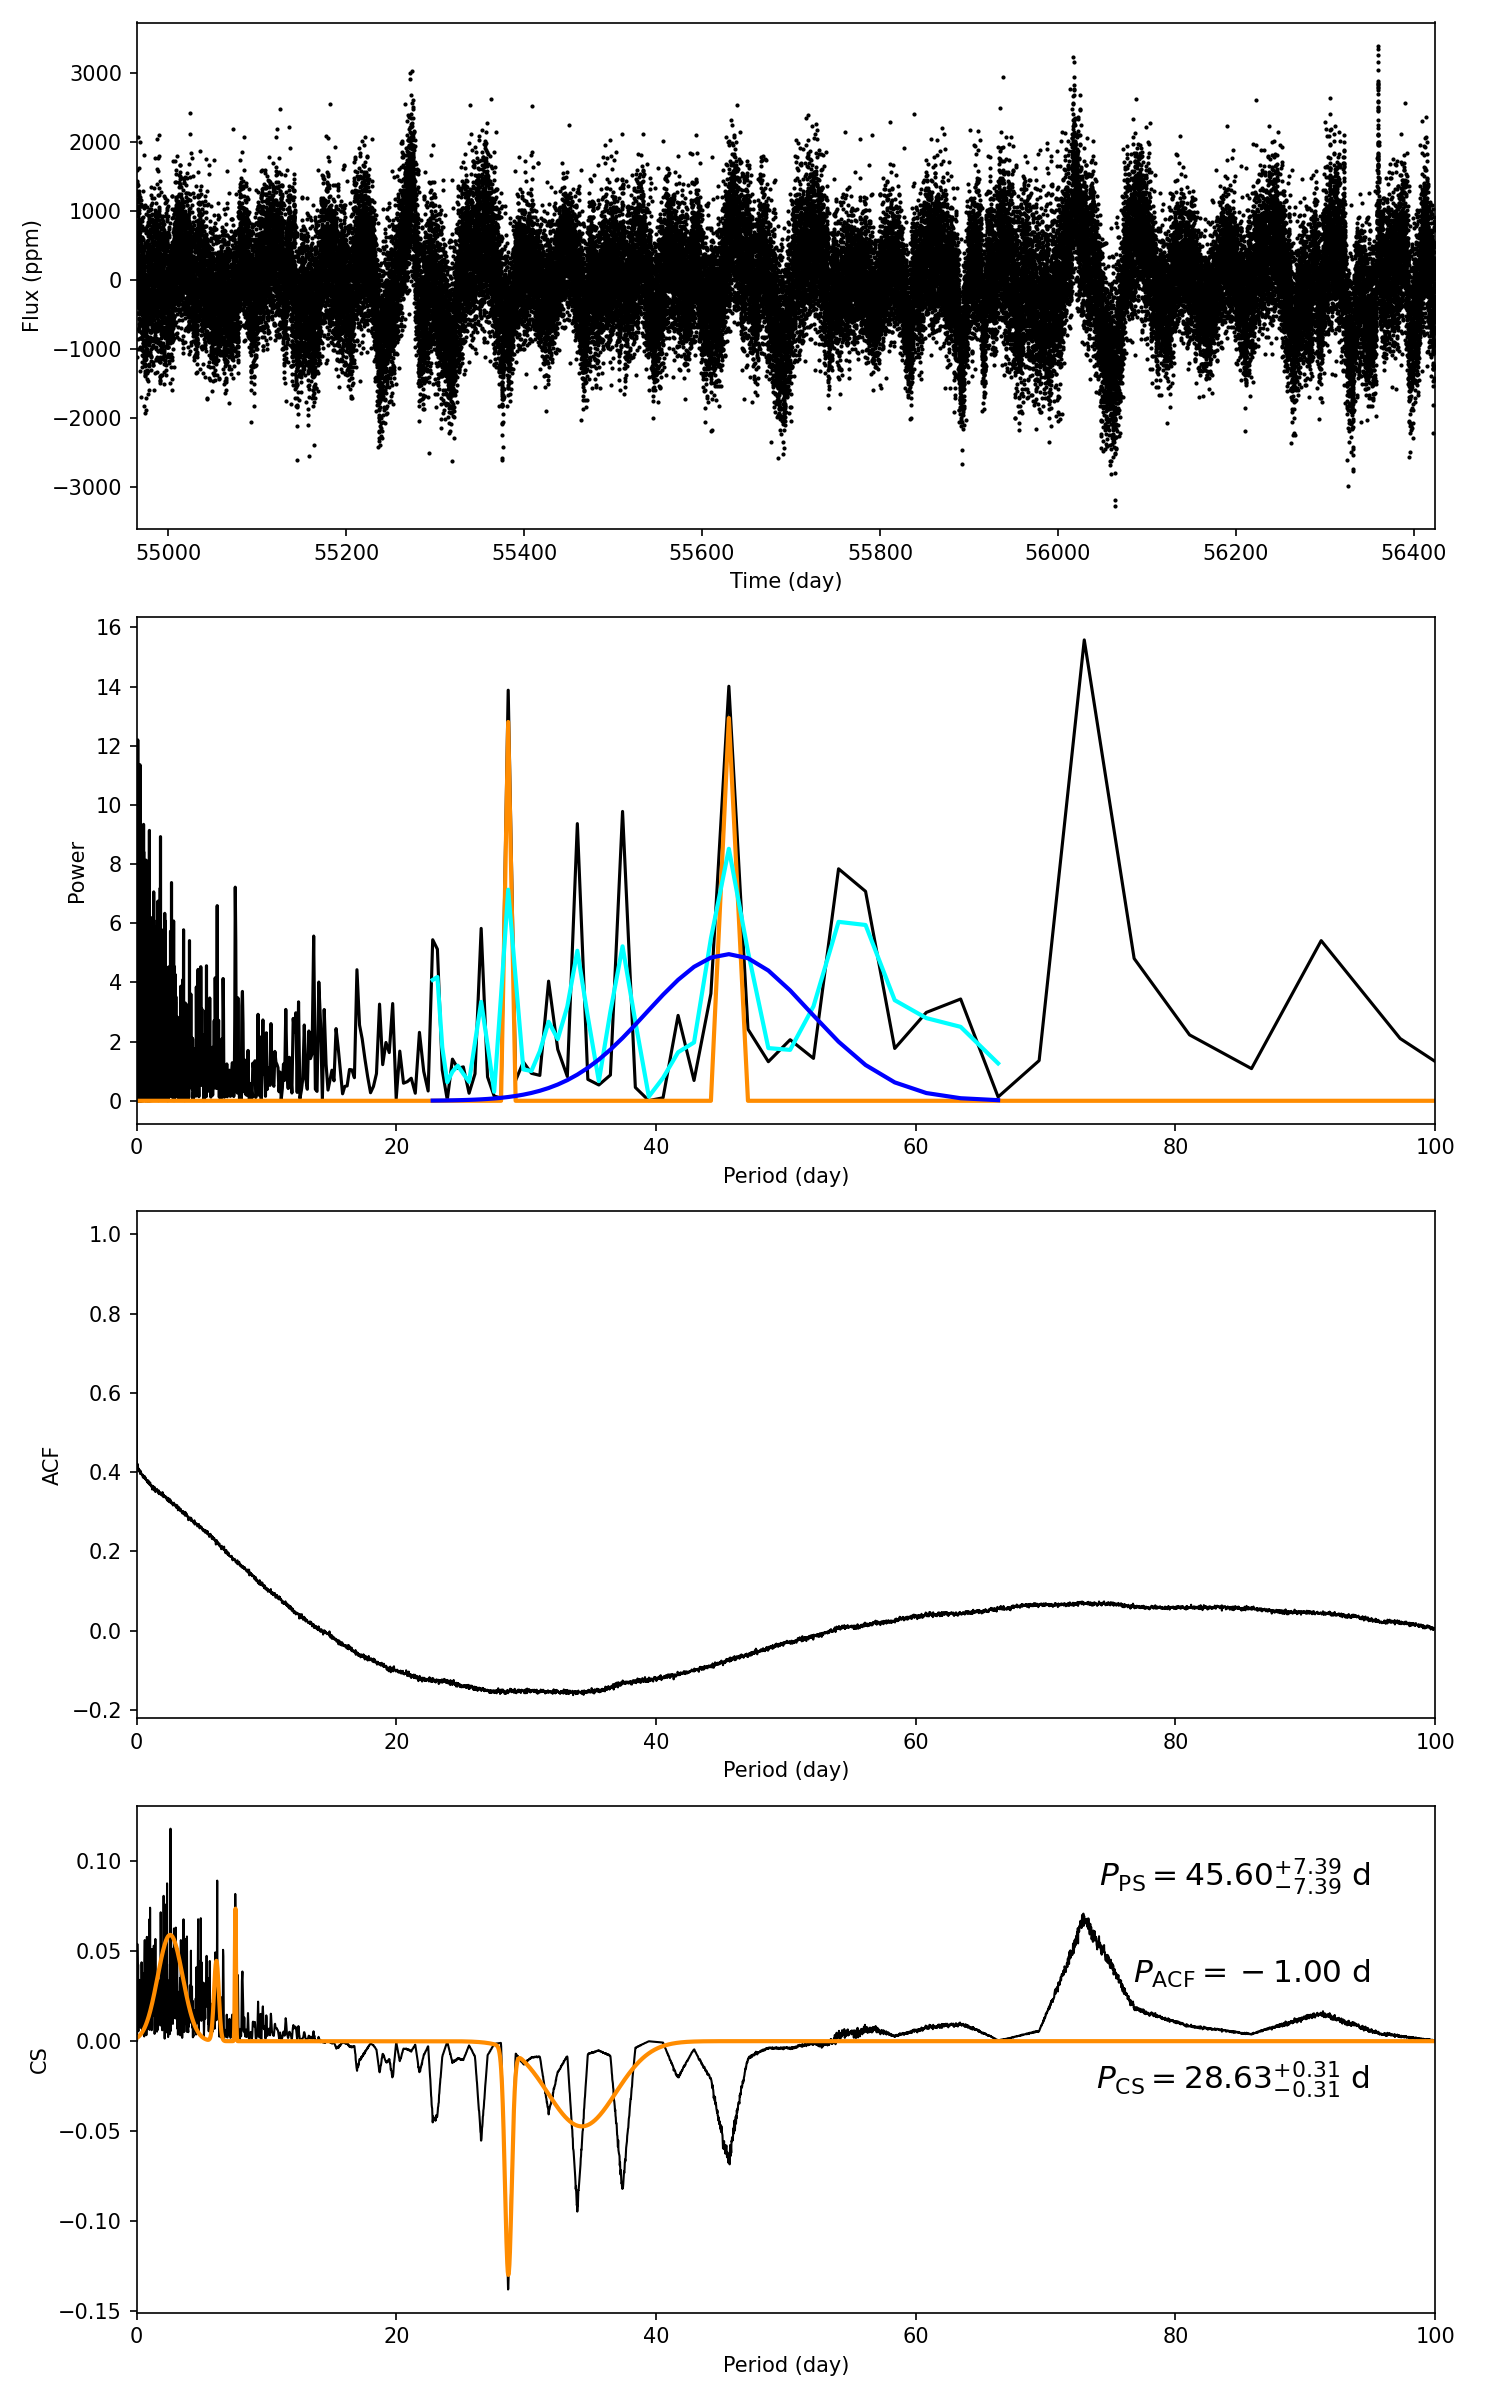 3000
2000
1000
0
−1000
−2000
−3000
Flux (ppm)
55000 55200 55400 55600 55800 56000 56200 56400
Time (day)
16
14
12
10
8
6
4
2
0
Power
0 20 40 60 80 100
Period (day)
1.0
0.8
0.6
0.4
0.2
0.0
−0.2
ACF
0 20 40 60 80 100
Period (day)
0.10
0.05
0.00
−0.05
−0.10
−0.15
CS
P_PS = 45.60^{+7.39}_{−7.39} d
P_ACF = −1.00 d
P_CS = 28.63^{+0.31}_{−0.31} d
0 20 40 60 80 100
Period (day)